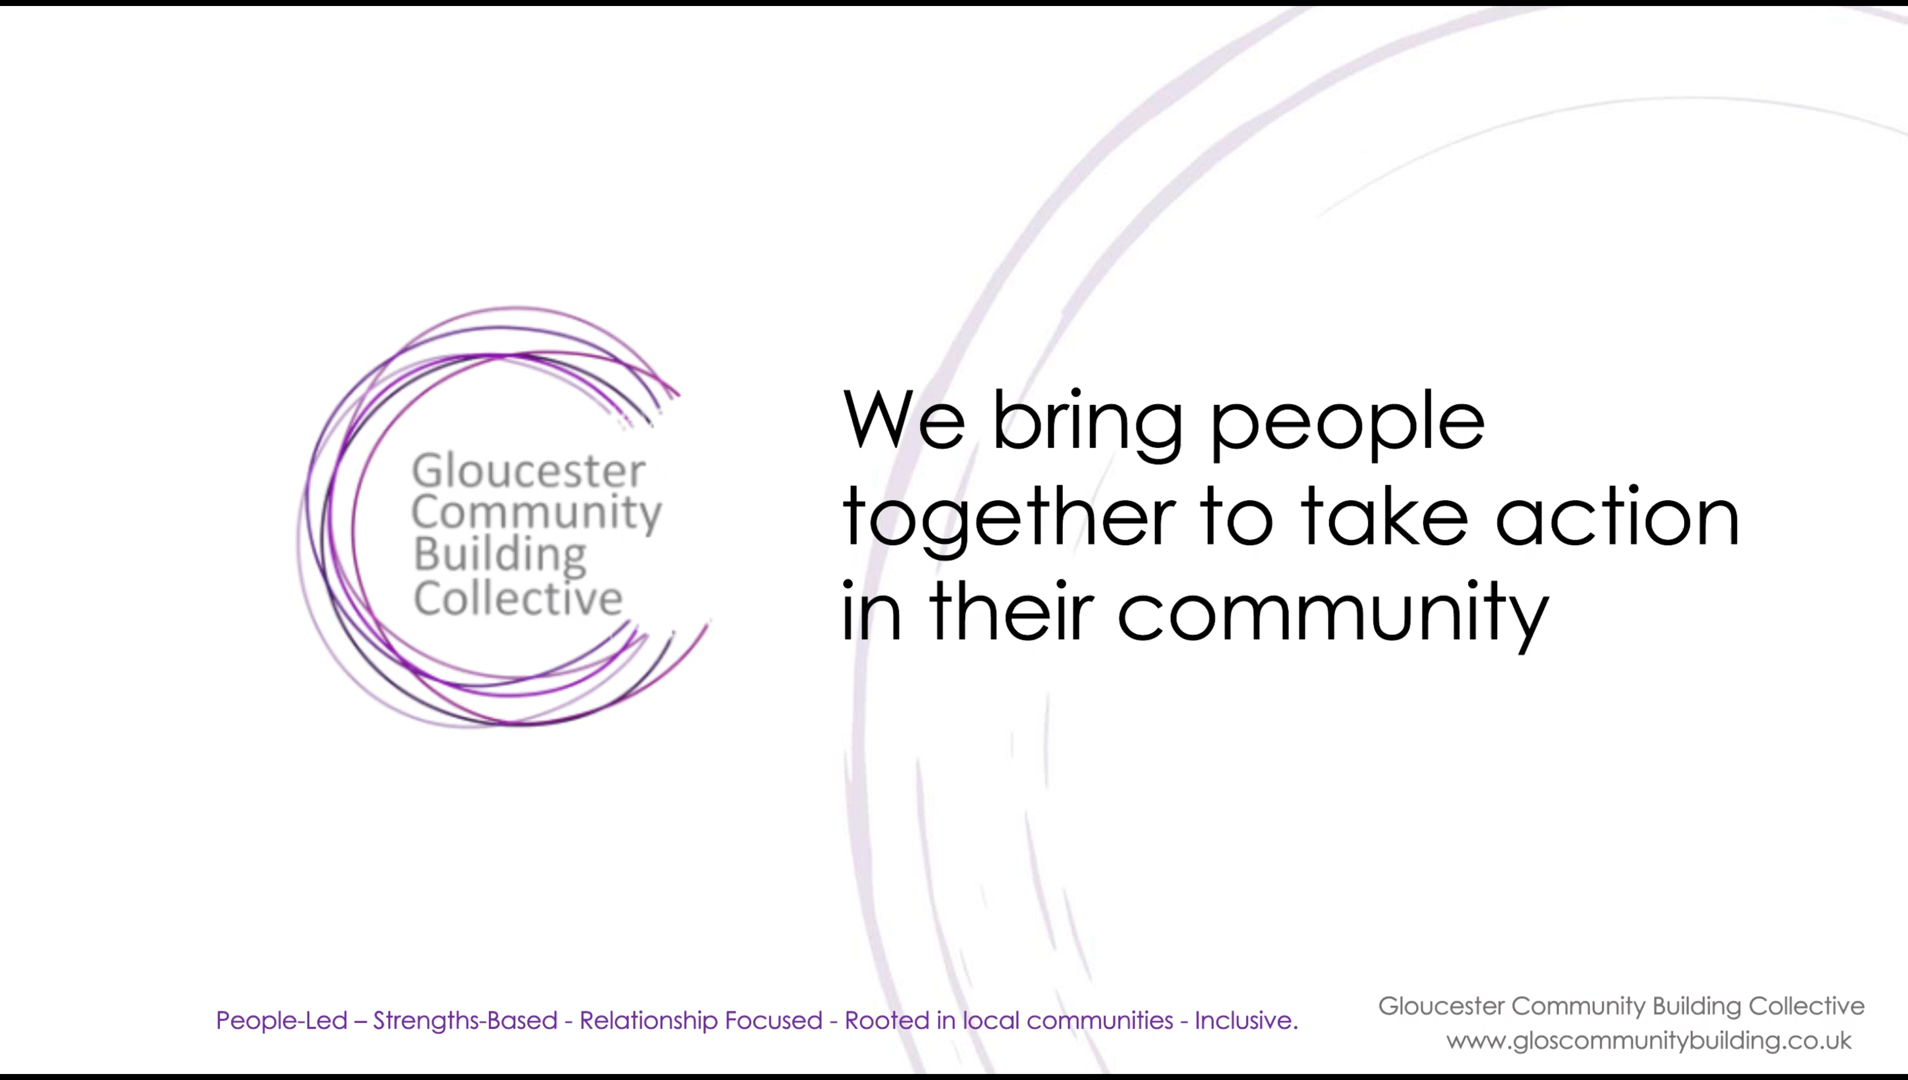 Gloucester
Community
Building
Collective
We bring people
together to take action
in their community
People-Led – Strengths-Based - Relationship Focused - Rooted in local communities - Inclusive.
Gloucester Community Building Collective
www.gloscommunitybuilding.co.uk